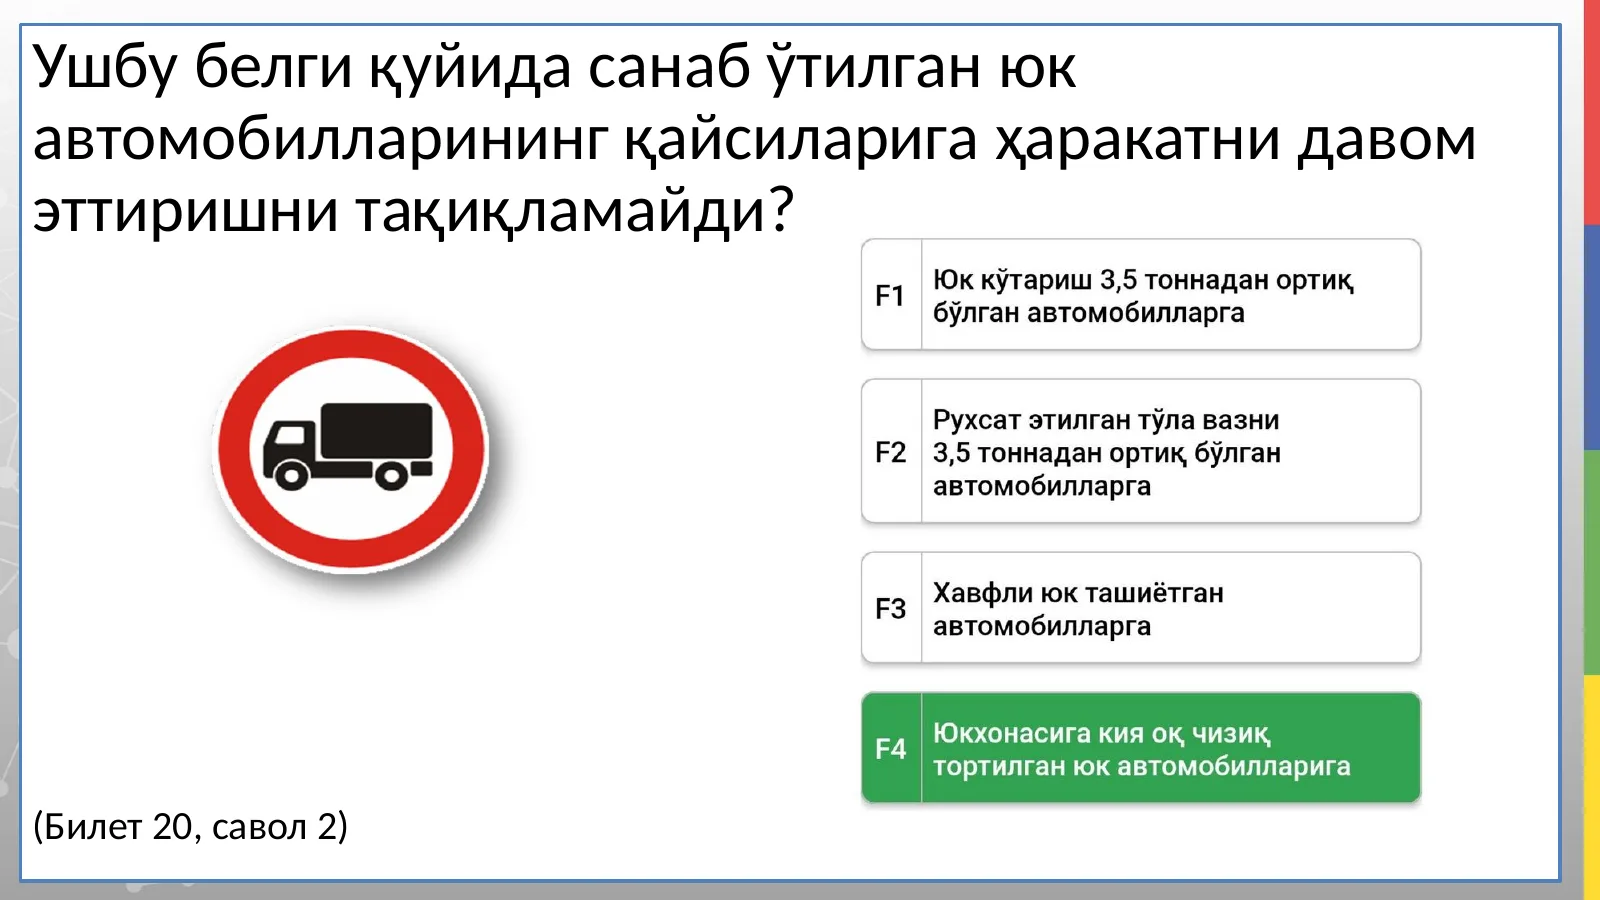 Ушбу белги қуйида санаб ўтилган юк
автомобилларининг қайсиларига ҳаракатни давом
эттиришни тақиқламайди?
F1
Юк кўтариш 3,5 тоннадан ортиқ
бўлган автомобилларга
F2
Рухсат этилган тўла вазни
3,5 тоннадан ортиқ бўлган
автомобилларга
F3
Хавфли юк ташиётган
автомобилларга
F4
Юкхонасига кия оқ чизиқ
тортилган юк автомобилларига
(Билет 20, савол 2)